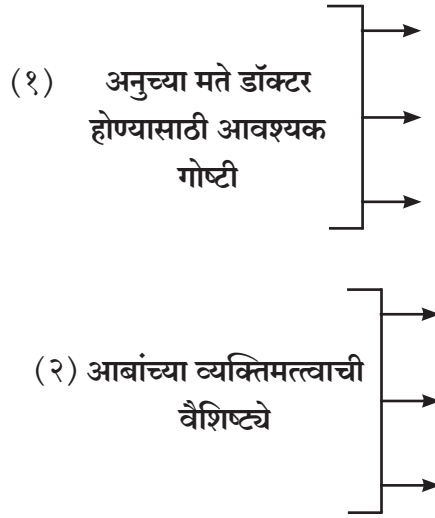 (१) अनुच्या मते डॉक्टर
होण्यासाठी आवश्यक
गोष्टी
(२) आबांच्या व्यक्तिमत्त्वाची
वैशिष्ट्ये